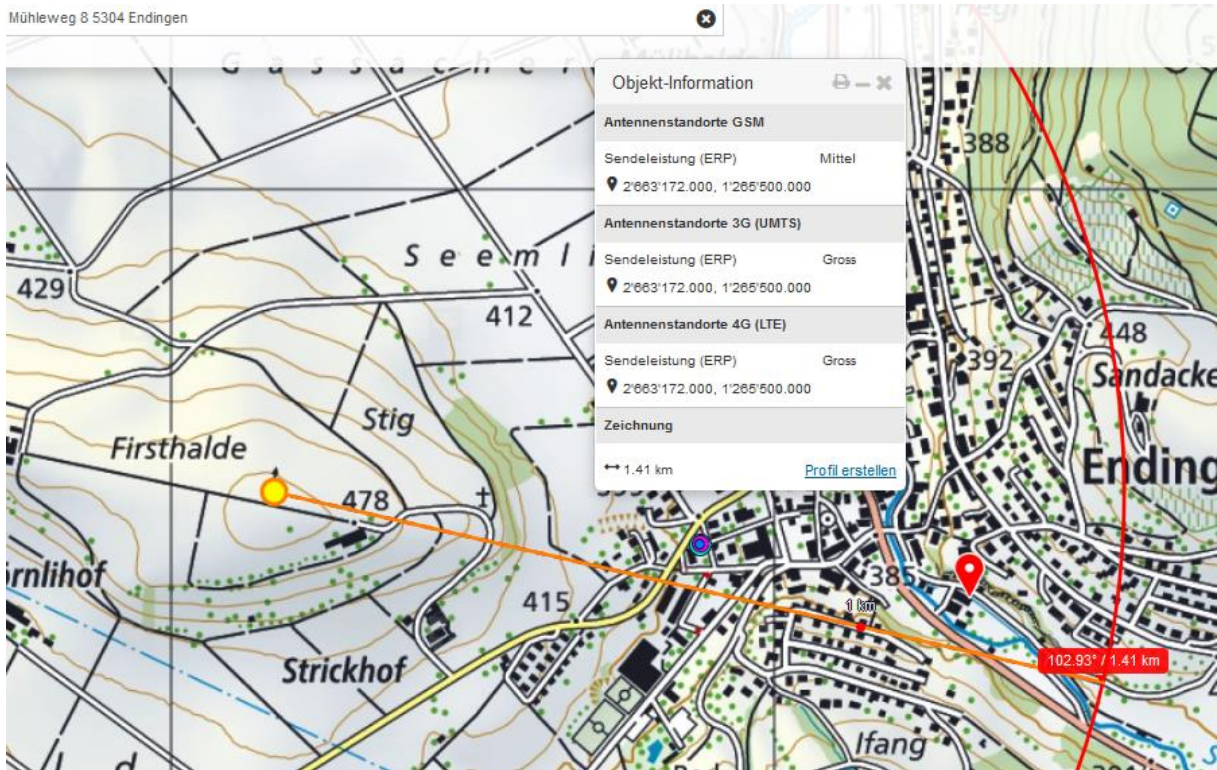 Mühleweg 8 5304 Endingen
G a s s a c h e r
Objekt-Information
Antennenstandorte GSM
Sendeleistung (ERP) Mittel
2'663'172.000, 1'265'500.000
Antennenstandorte 3G (UMTS)
Sendeleistung (ERP) Gross
2'663'172.000, 1'265'500.000
Antennenstandorte 4G (LTE)
Sendeleistung (ERP) Gross
2'663'172.000, 1'265'500.000
Zeichnung
1.41 km Profil erstellen
388
S e e m l i
429
412
448
392
Sandacke
Stig
Firsthalde
Ending
478
rnlihof
385
415
1 km
Strickhof
102.93° / 1.41 km
Ifang